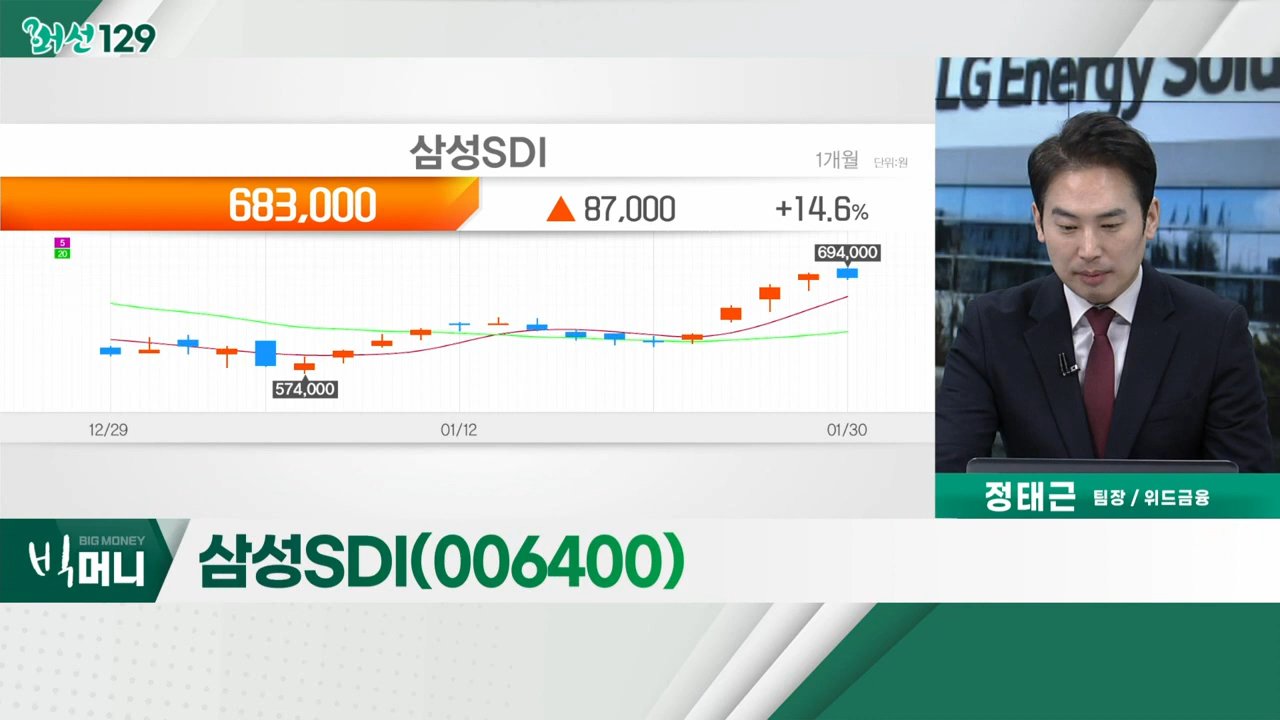 머선129
LG Energy Solu
삼성SDI
1개월 단위:원
683,000 ▲ 87,000 +14.6%
5
20
694,000
574,000
12/29 01/12 01/30
정태근 팀장 / 위드금융
BIG MONEY
빅머니
삼성SDI(006400)